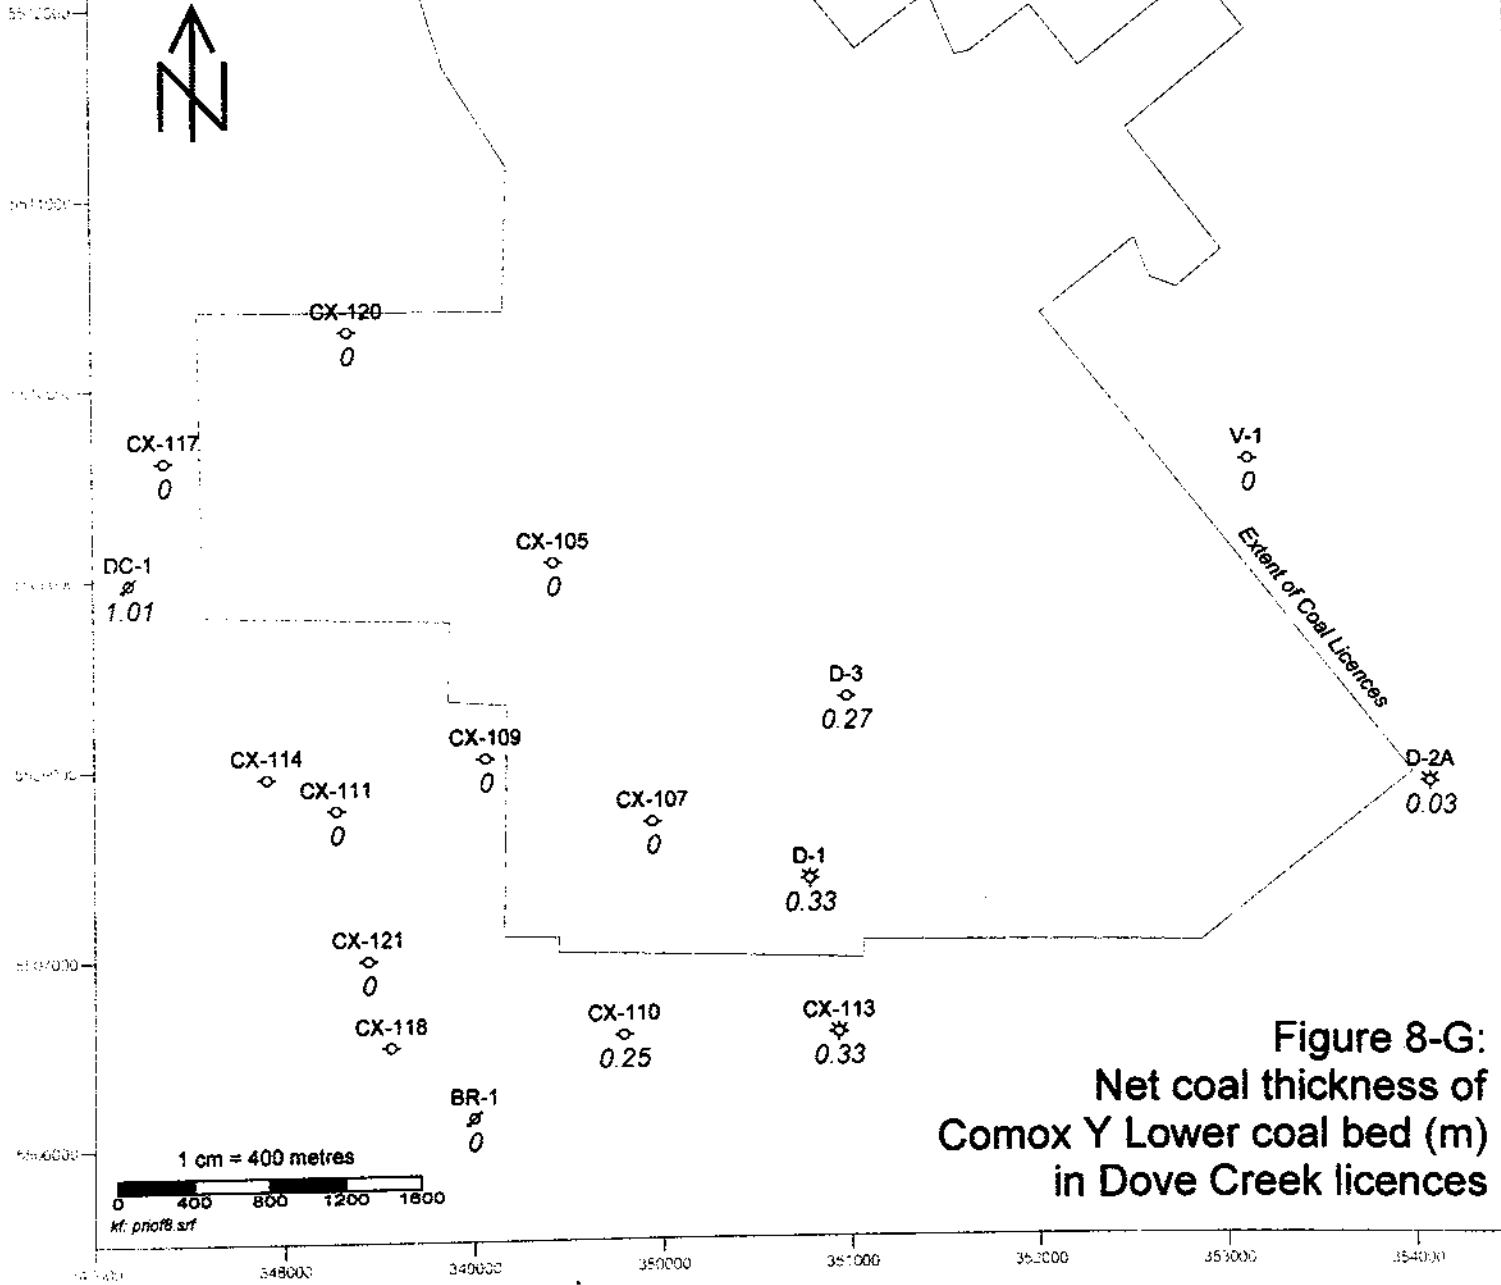 N
CX-120
0
CX-117
0
V-1
0
CX-105
0
DC-1
1.01
Extent of Coal Licences
D-3
0.27
CX-109
0
CX-114
CX-111
0
D-2A
0.03
CX-107
0
D-1
0.33
CX-121
0
CX-110
0.25
CX-113
0.33
CX-118
BR-1
0
Figure 8-G:
Net coal thickness of
Comox Y Lower coal bed (m)
in Dove Creek licences
1 cm = 400 metres
0 400 800 1200 1600
348000 349000 350000 351000 352000 353000 354000